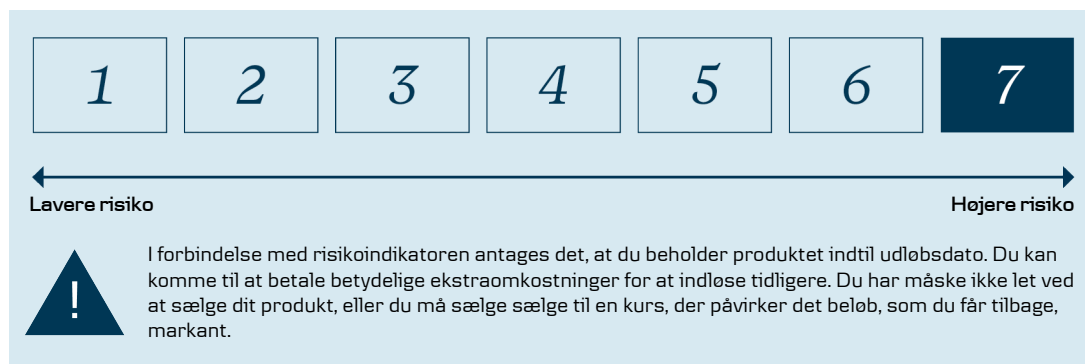 1 2 3 4 5 6 7
Lavere risiko Højere risiko
! I forbindelse med risikoindikatoren antages det, at du beholder produktet indtil udløbsdato. Du kan
komme til at betale betydelige ekstraomkostninger for at indløse tidligere. Du har måske ikke let ved
at sælge dit produkt, eller du må sælge sælge til en kurs, der påvirker det beløb, som du får tilbage,
markant.